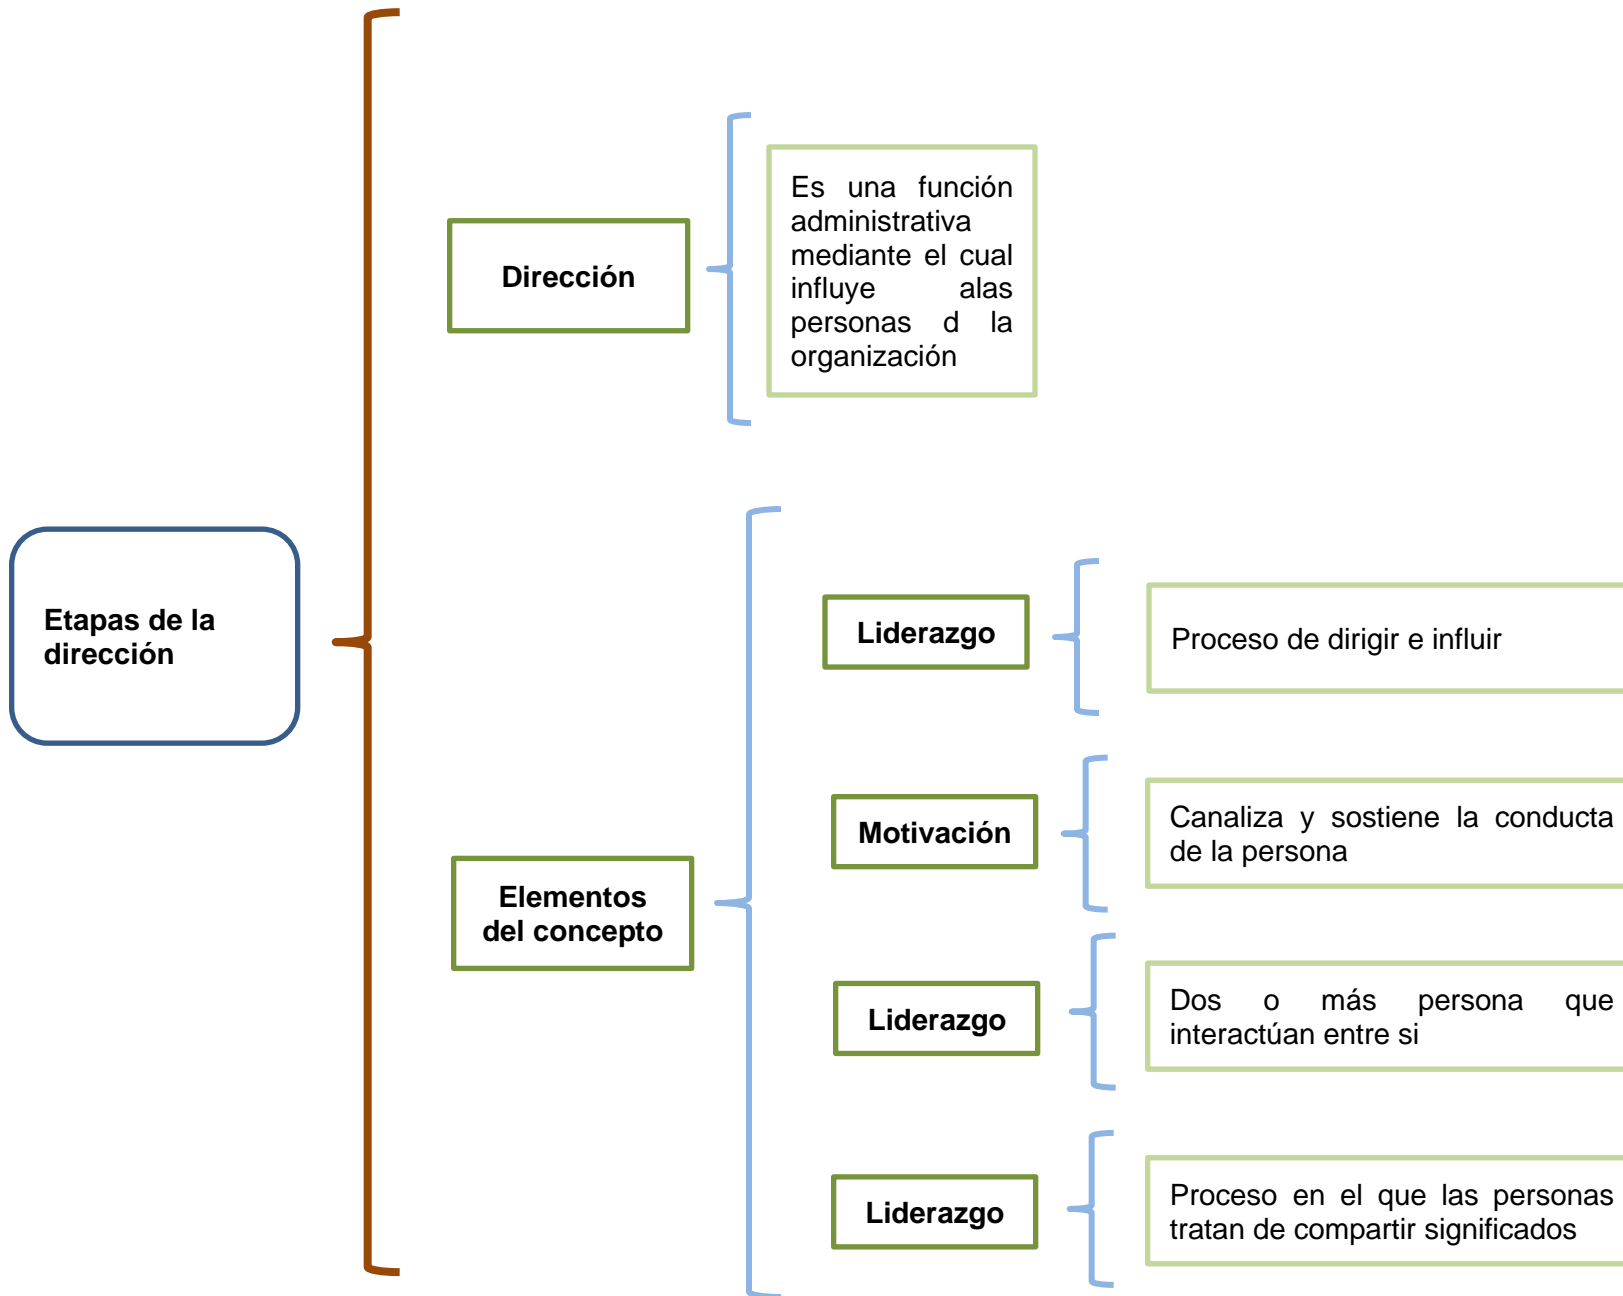 Etapas de la
dirección
Dirección
Es una función
administrativa
mediante el cual
influye alas
personas d la
organización
Elementos
del concepto
Liderazgo
Proceso de dirigir e influir
Motivación
Canaliza y sostiene la conducta
de la persona
Liderazgo
Dos o más persona que
interactúan entre si
Liderazgo
Proceso en el que las personas
tratan de compartir significados